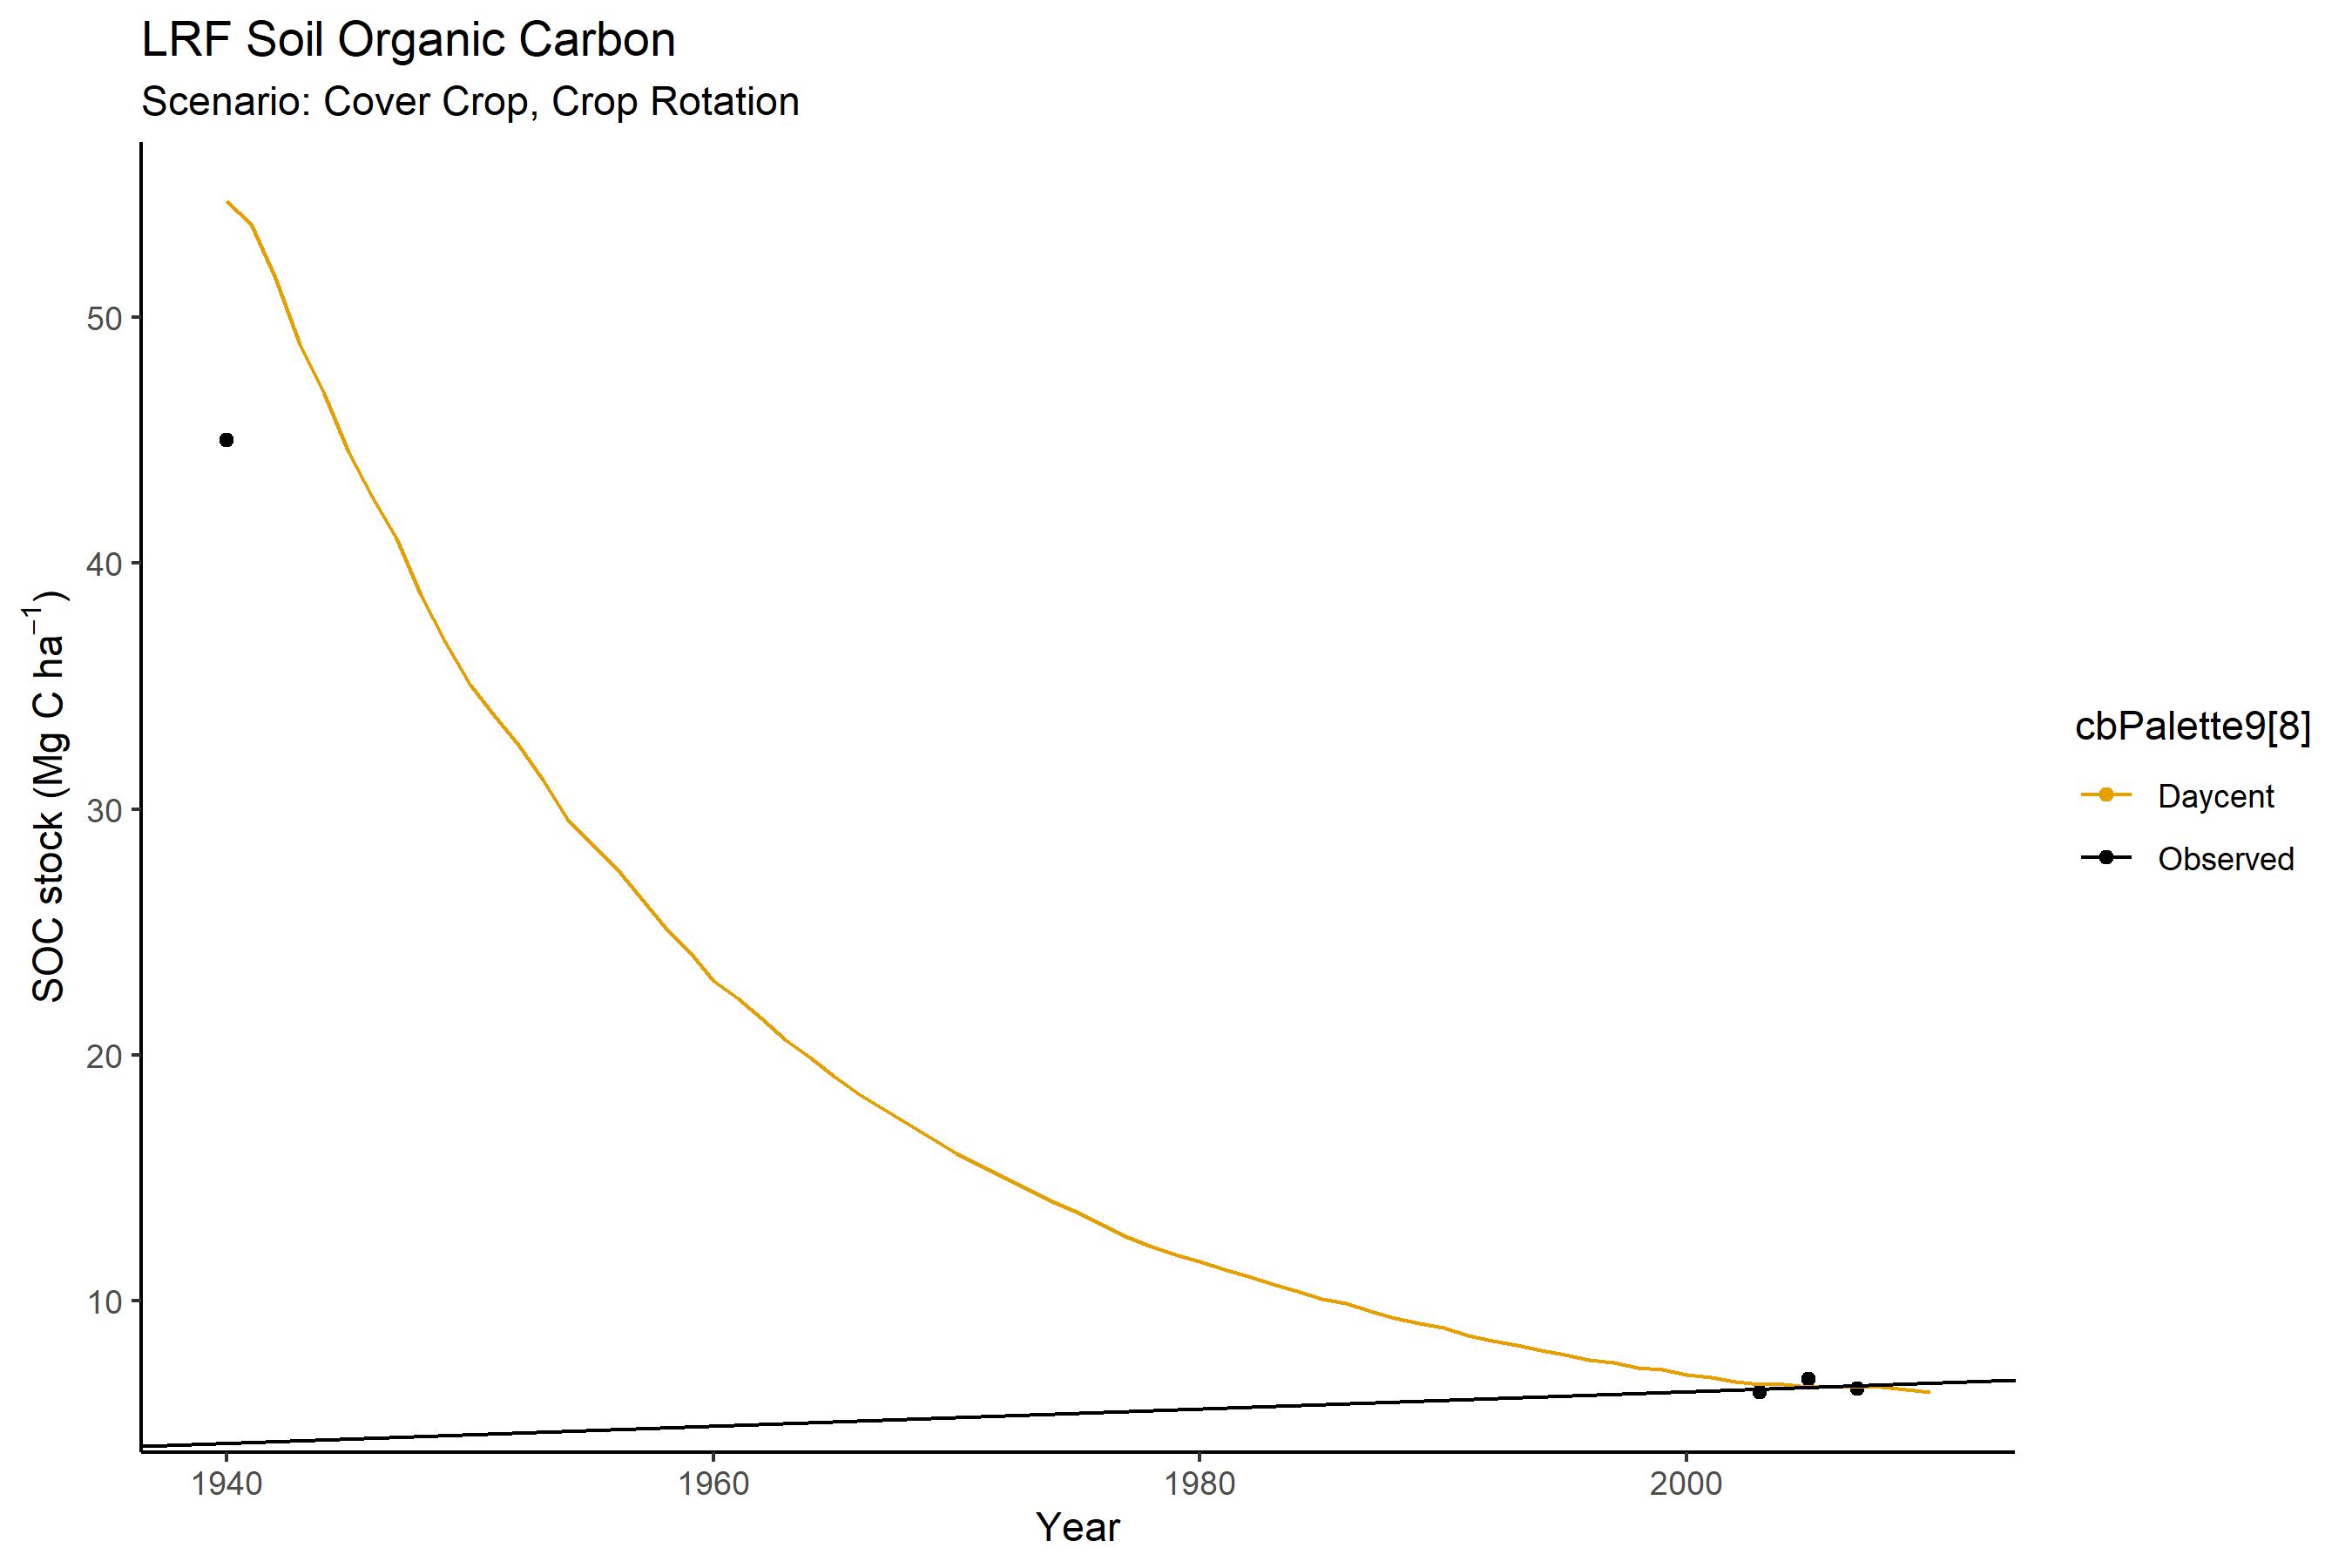 LRF Soil Organic Carbon
Scenario: Cover Crop, Crop Rotation
SOC stock (Mg C ha⁻¹)
50
40
30
20
10
1940
1960
1980
2000
Year
cbPalette9[8]
Daycent
Observed